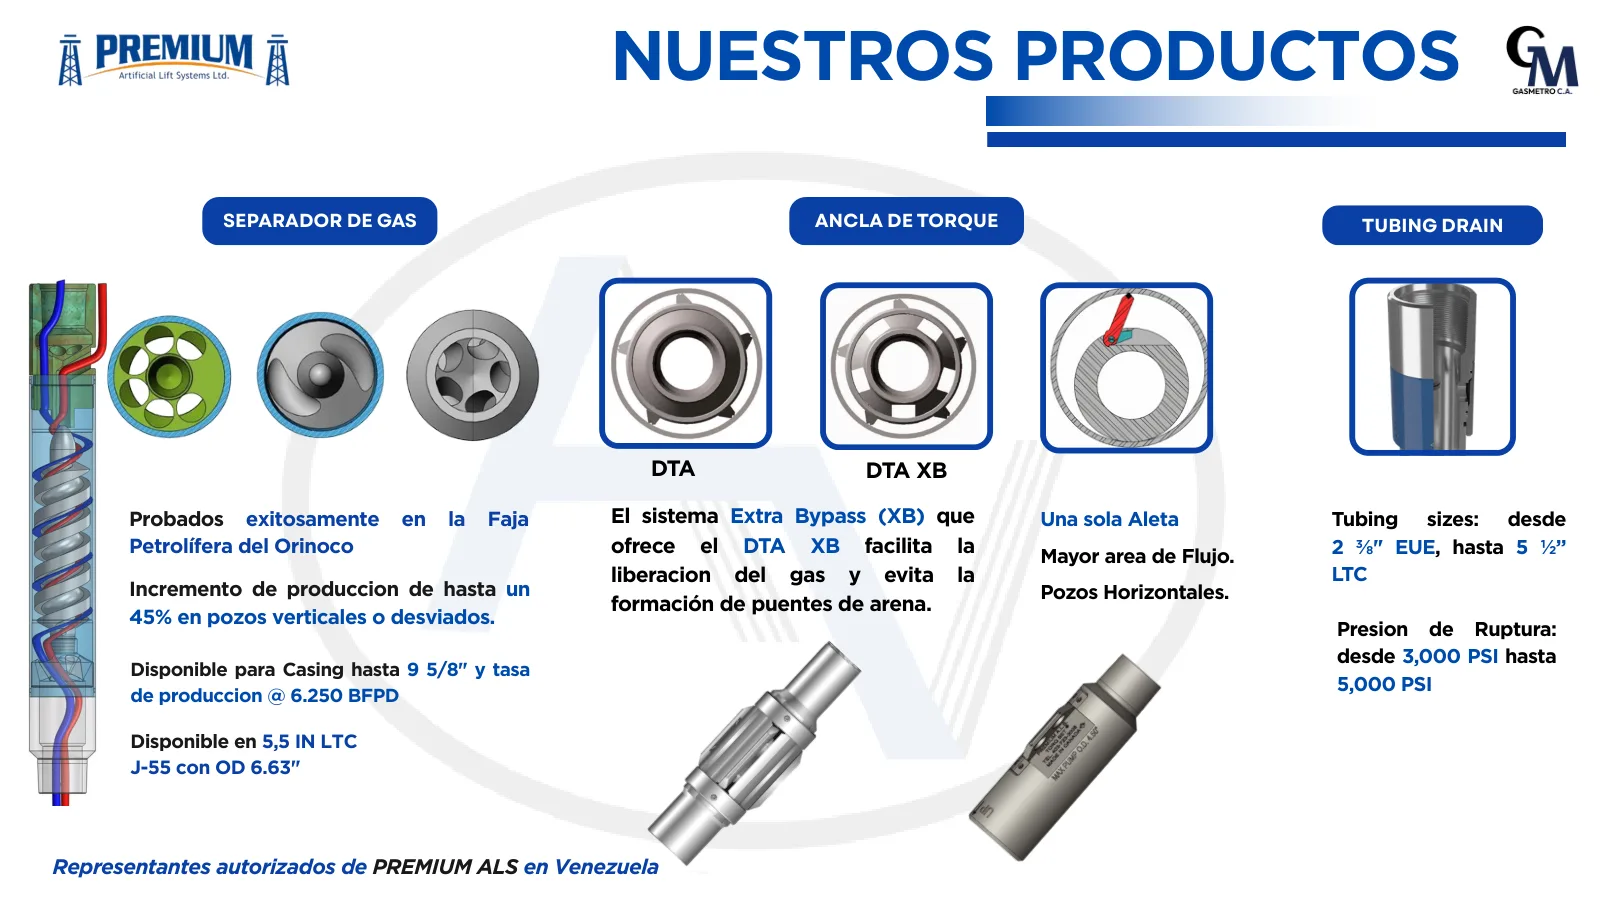 PREMIUM
Artificial Lift Systems Ltd.
NUESTROS PRODUCTOS
GM
GASMETRO C.A.
SEPARADOR DE GAS
Probados exitosamente en la Faja
Petrolífera del Orinoco
Incremento de produccion de hasta un
45% en pozos verticales o desviados.
Disponible para Casing hasta 9 5/8" y tasa
de produccion @ 6.250 BFPD
Disponible en 5,5 IN LTC
J-55 con OD 6.63"
ANCLA DE TORQUE
DTA
DTA XB
El sistema Extra Bypass (XB) que
ofrece el DTA XB facilita la
liberacion del gas y evita la
formación de puentes de arena.
Una sola Aleta
Mayor area de Flujo.
Pozos Horizontales.
MAX PUMP O.D. 4.60"
TUBING DRAIN
Tubing sizes: desde
2 ⅜" EUE, hasta 5 ½”
LTC
Presion de Ruptura:
desde 3,000 PSI hasta
5,000 PSI
Representantes autorizados de PREMIUM ALS en Venezuela